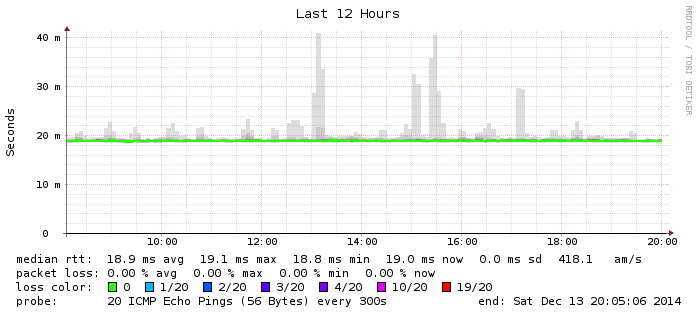 Last 12 Hours
RRDTOOL / TOBI OETIKER
Seconds
40 m
30 m
20 m
10 m
0
10:00 12:00 14:00 16:00 18:00 20:00
median rtt: 18.9 ms avg 19.1 ms max 18.8 ms min 19.0 ms now 0.0 ms sd 418.1 am/s
packet loss: 0.00 % avg 0.00 % max 0.00 % min 0.00 % now
loss color: 0 1/20 2/20 3/20 4/20 10/20 19/20
probe: 20 ICMP Echo Pings (56 Bytes) every 300s end: Sat Dec 13 20:05:06 2014